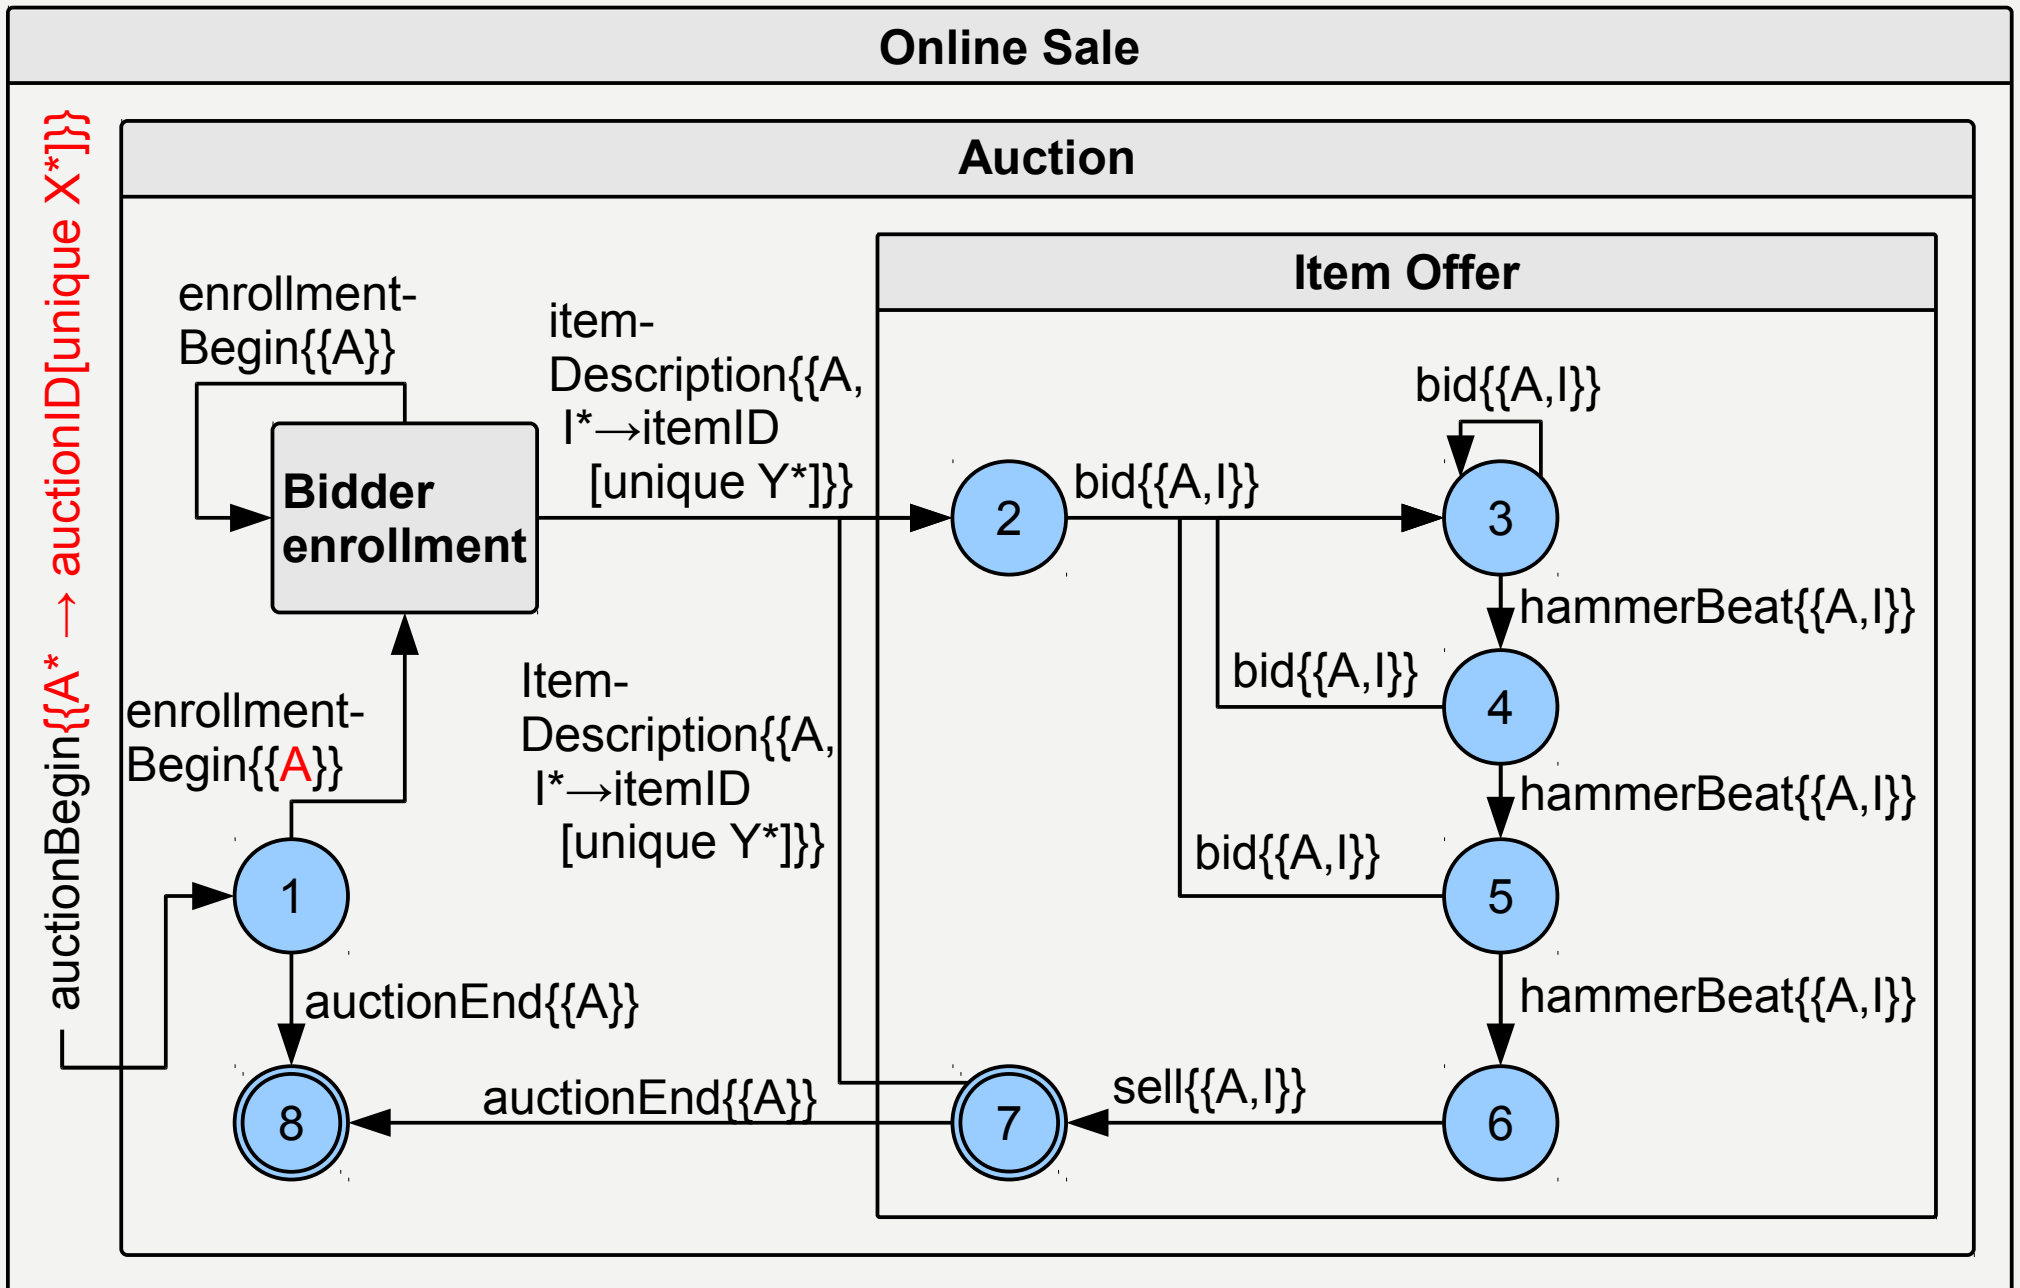 Online Sale
auctionBegin{{A* → auctionID[unique X*]}}
Auction
Item Offer
enrollment-
Begin{{A}}
item-
Description{{A,
I*→itemID
[unique Y*]}}
Bidder
enrollment
2
bid{{A,I}}
bid{{A,I}}
3
hammerBeat{{A,I}}
bid{{A,I}}
4
hammerBeat{{A,I}}
bid{{A,I}}
5
hammerBeat{{A,I}}
enrollment-
Begin{{A}}
Item-
Description{{A,
I*→itemID
[unique Y*]}}
1
auctionEnd{{A}}
8
auctionEnd{{A}}
7
sell{{A,I}}
6